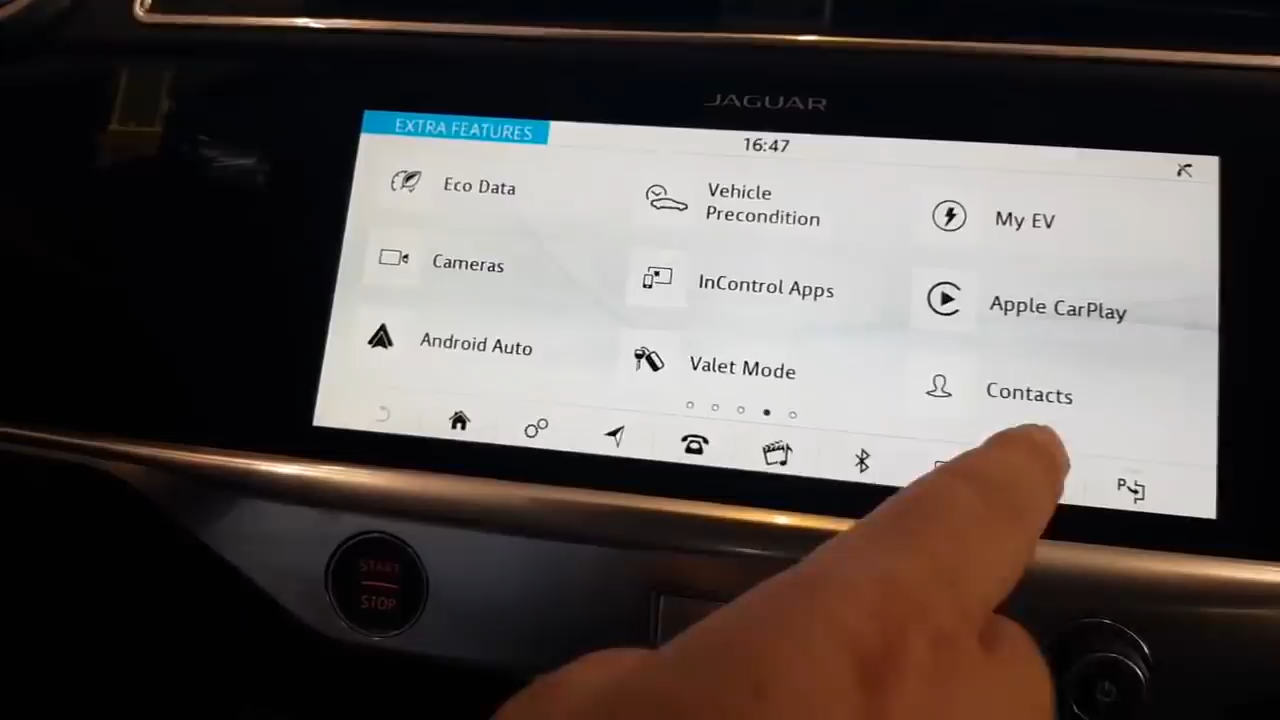 JAGUAR
EXTRA FEATURES
16:47
Eco Data
Vehicle
Precondition
My EV
Cameras
InControl Apps
Apple CarPlay
Android Auto
Valet Mode
Contacts
P
START
STOP